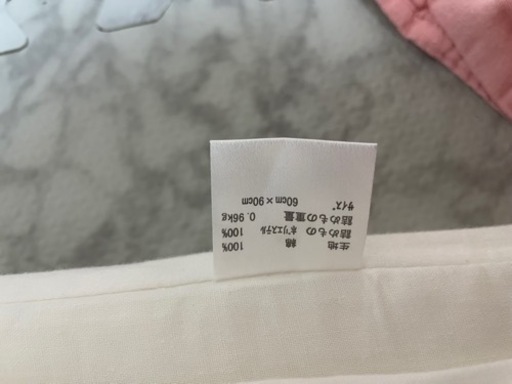 生地 綿 100%
詰めもの ポリエステル 100%
詰めもの重量 0.96kg
サイズ 60cm×90cm